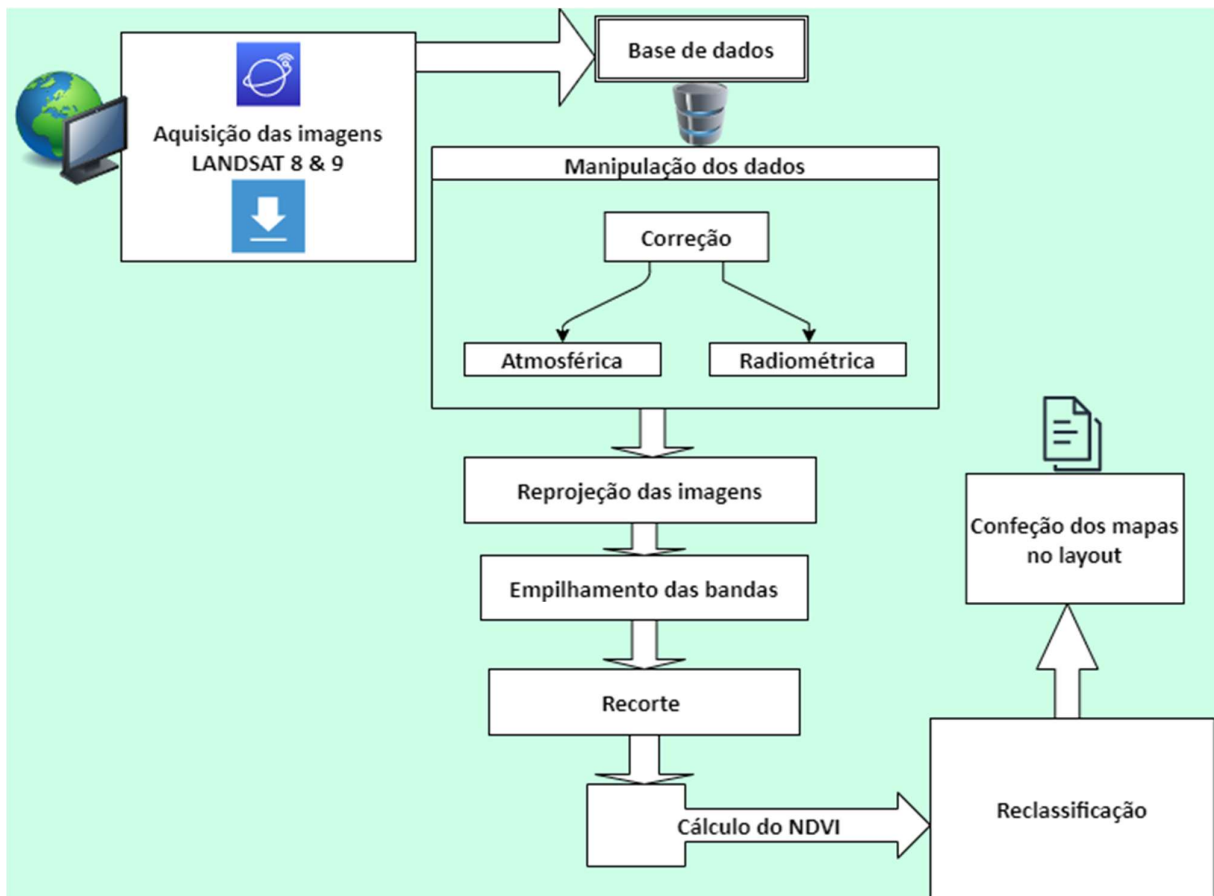 Aquisição das imagens
LANDSAT 8 & 9
Base de dados
Manipulação dos dados
Correção
Atmosférica
Radiométrica
Reprojeção das imagens
Empilhamento das bandas
Recorte
Cálculo do NDVI
Reclassificação
Confeção dos mapas
no layout